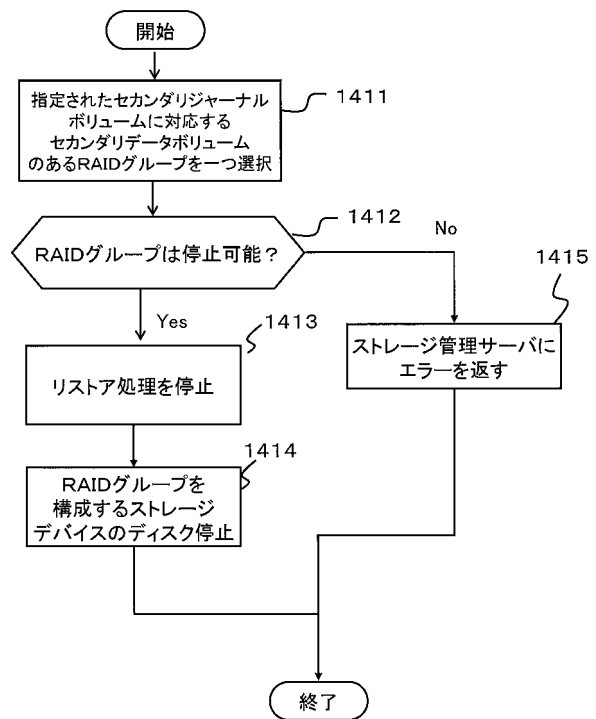 開始
指定されたセカンダリジャーナル
ボリュームに対応する
セカンダリデータボリューム
のあるRAIDグループを一つ選択
1411
1412
RAIDグループは停止可能？
No
Yes
1413
リストア処理を停止
1415
ストレージ管理サーバに
エラーを返す
1414
RAIDグループを
構成するストレージ
デバイスのディスク停止
終了